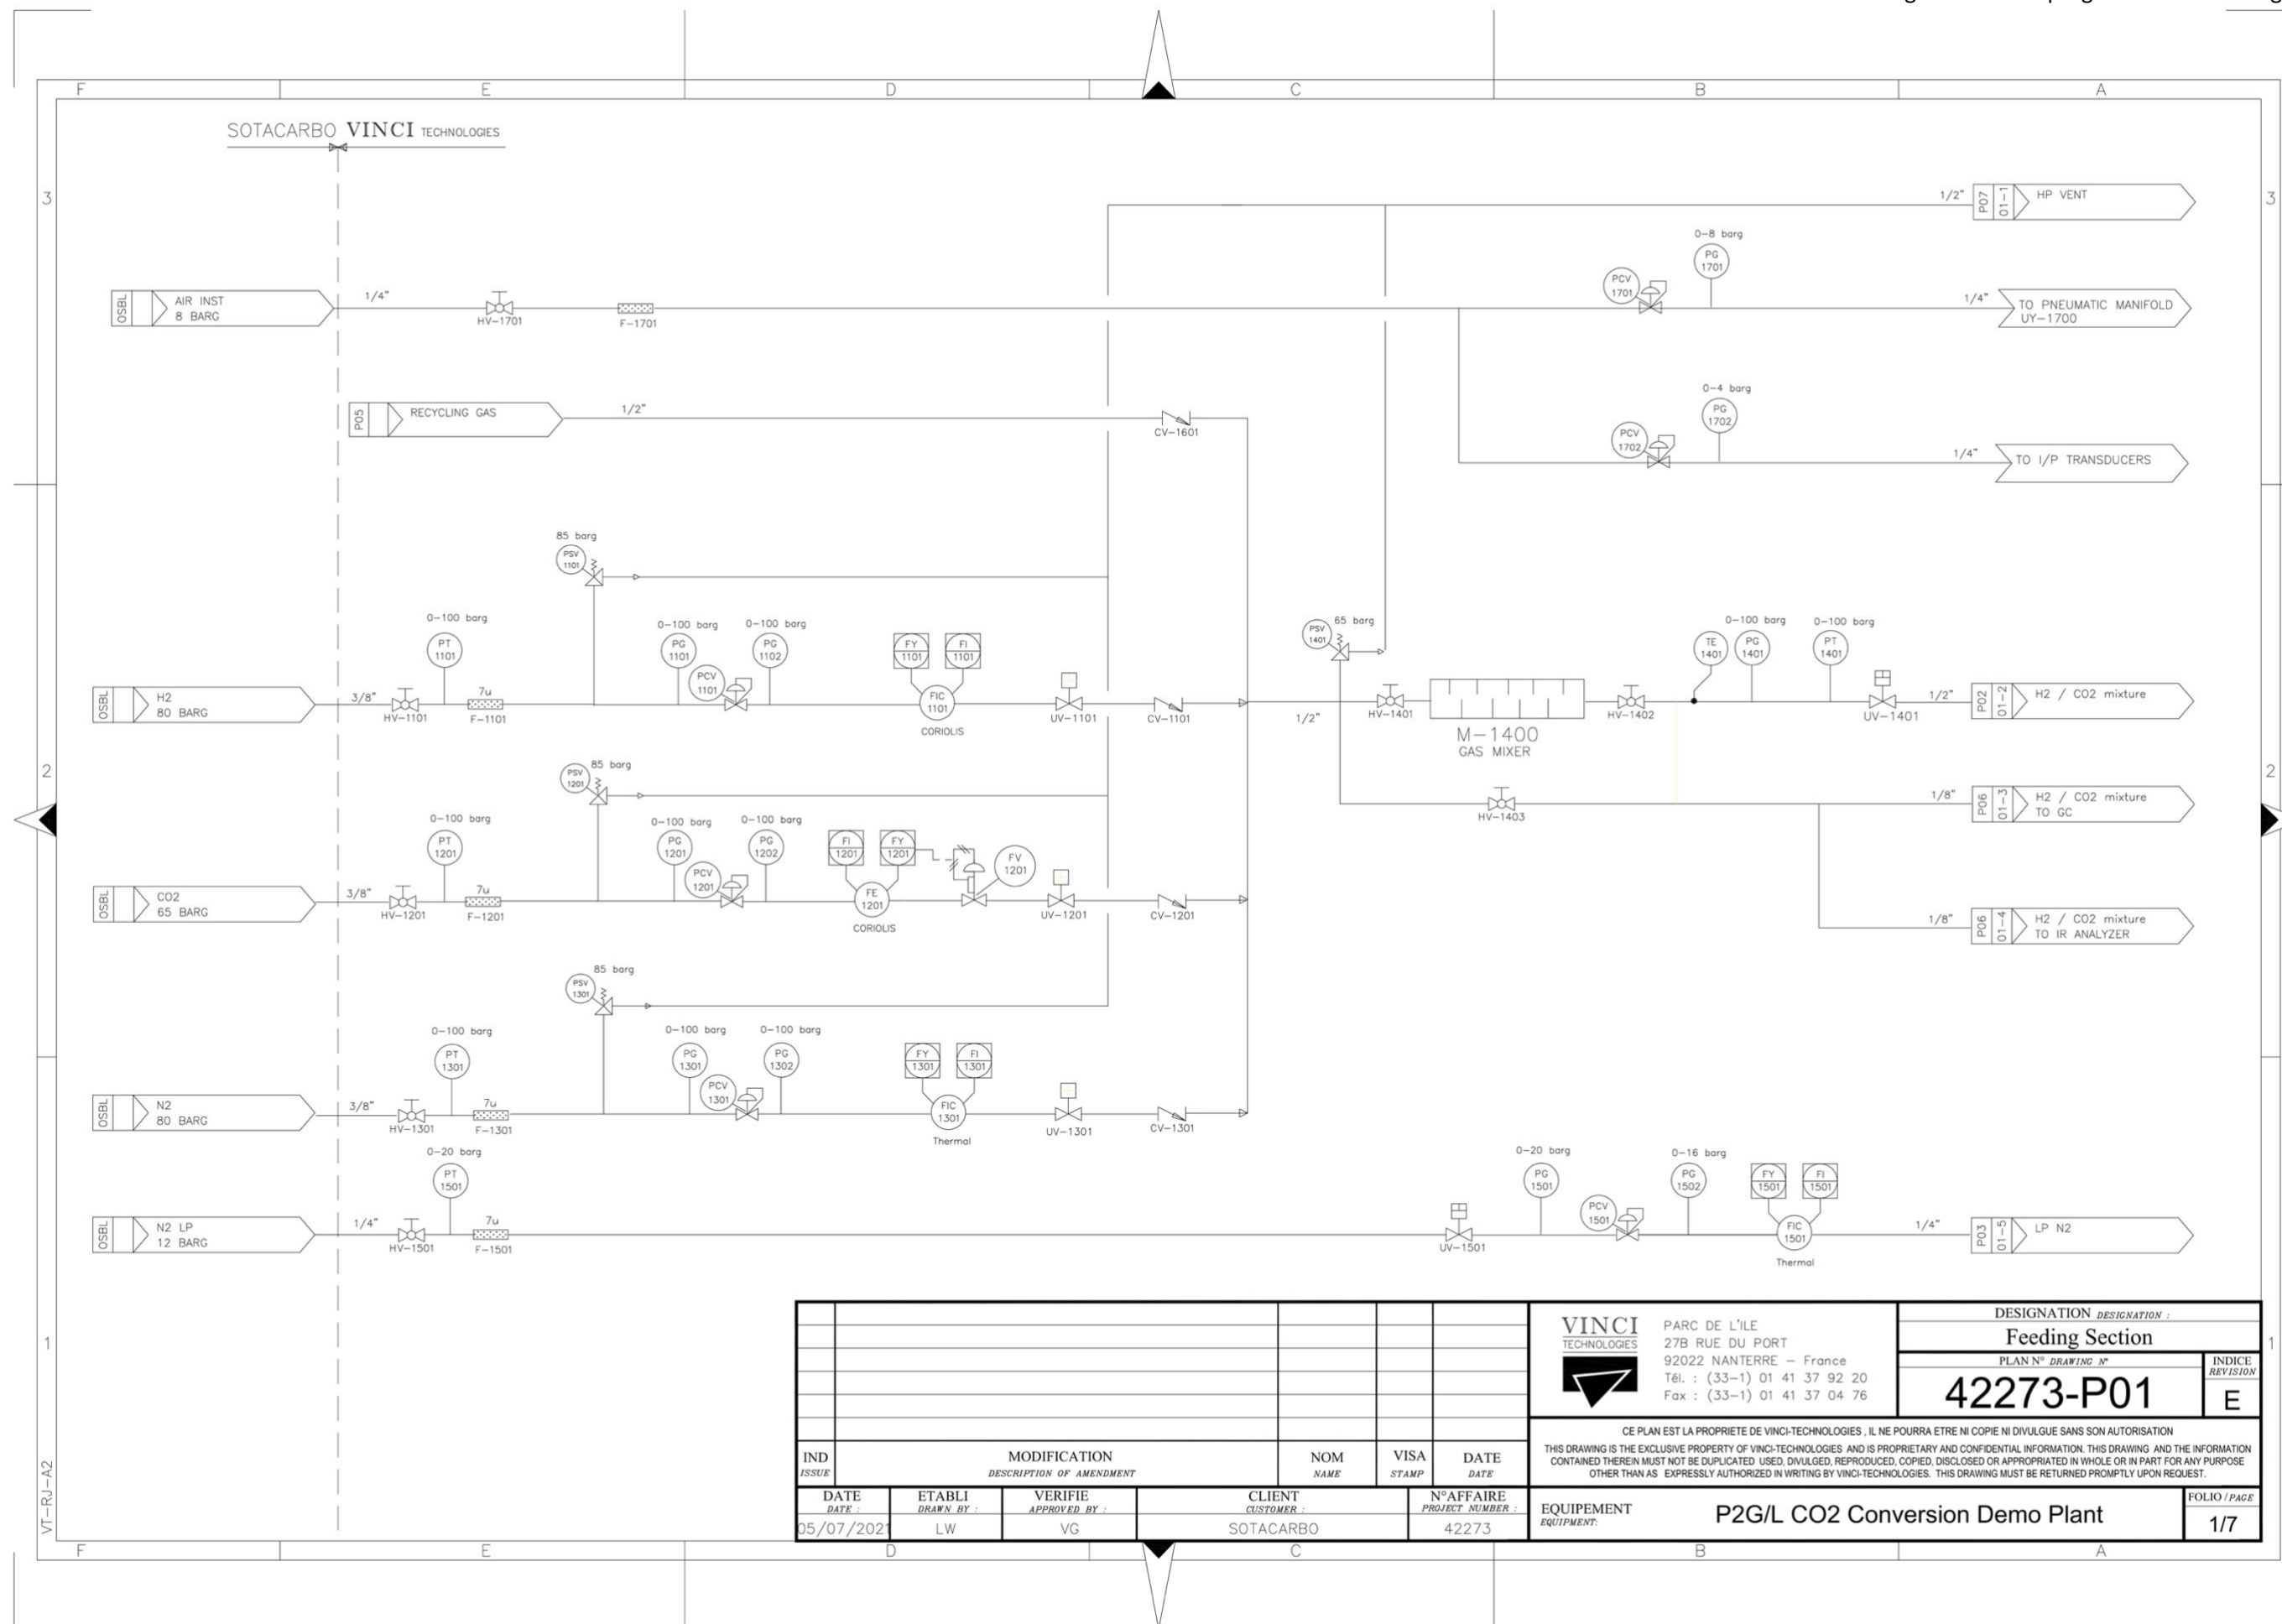 F E D C B A
SOTACARBO VINCI TECHNOLOGIES
3
3
1/2"
P07
01-1
HP VENT
0-8 barg
PG
1701
PCV
1701
OSBL
AIR INST
8 BARG
1/4"
HV-1701
F-1701
1/4"
TO PNEUMATIC MANIFOLD
UY-1700
0-4 barg
PG
1702
PCV
1702
P05
RECYCLING GAS
1/2"
CV-1601
1/4"
TO I/P TRANSDUCERS
85 barg
PSV
1101
0-100 barg
PT
1101
0-100 barg
PG
1101
0-100 barg
PG
1102
PCV
1101
FY
1101
FI
1101
FIC
1101
CORIOLIS
OSBL
H2
80 BARG
3/8"
HV-1101
7u
F-1101
UV-1101
CV-1101
65 barg
PSV
1401
1/2"
HV-1401
M-1400
GAS MIXER
HV-1402
TE
1401
0-100 barg
PG
1401
0-100 barg
PT
1401
UV-1401
1/2"
P02
01-2
H2 / CO2 mixture
2
2
85 barg
PSV
1201
0-100 barg
PT
1201
0-100 barg
PG
1201
0-100 barg
PG
1202
PCV
1201
FI
1201
FY
1201
FE
1201
CORIOLIS
FV
1201
OSBL
CO2
65 BARG
3/8"
HV-1201
7u
F-1201
UV-1201
CV-1201
HV-1403
1/8"
P06
01-3
H2 / CO2 mixture
TO GC
1/8"
P06
01-4
H2 / CO2 mixture
TO IR ANALYZER
85 barg
PSV
1301
0-100 barg
PT
1301
0-100 barg
PG
1301
0-100 barg
PG
1302
PCV
1301
FY
1301
FI
1301
FIC
1301
Thermal
OSBL
N2
80 BARG
3/8"
HV-1301
7u
F-1301
UV-1301
CV-1301
0-20 barg
PT
1501
OSBL
N2 LP
12 BARG
1/4"
HV-1501
7u
F-1501
UV-1501
0-20 barg
PG
1501
PCV
1501
0-16 barg
PG
1502
FY
1501
FI
1501
FIC
1501
Thermal
1/4"
P03
01-5
LP N2
1
1
VT-RJ-A2
IND
ISSUE
MODIFICATION
DESCRIPTION OF AMENDMENT
NOM
NAME
VISA
STAMP
DATE
DATE
DATE
DATE :
ETABLI
DRAWN BY :
VERIFIE
APPROVED BY :
CLIENT
CUSTOMER :
N°AFFAIRE
PROJECT NUMBER :
05/07/2021
LW
VG
SOTACARBO
42273
VINCI
TECHNOLOGIES
PARC DE L'ILE
27B RUE DU PORT
92022 NANTERRE - France
Tél. : (33-1) 01 41 37 92 20
Fax : (33-1) 01 41 37 04 76
DESIGNATION DESIGNATION :
Feeding Section
PLAN N° DRAWING N°
42273-P01
INDICE
REVISION
E
CE PLAN EST LA PROPRIETE DE VINCI-TECHNOLOGIES , IL NE POURRA ETRE NI COPIE NI DIVULGUE SANS SON AUTORISATION
THIS DRAWING IS THE EXCLUSIVE PROPERTY OF VINCI-TECHNOLOGIES AND IS PROPRIETARY AND CONFIDENTIAL INFORMATION. THIS DRAWING AND THE INFORMATION
CONTAINED THEREIN MUST NOT BE DUPLICATED USED, DIVULGED, REPRODUCED, COPIED, DISCLOSED OR APPROPRIATED IN WHOLE OR IN PART FOR ANY PURPOSE
OTHER THAN AS EXPRESSLY AUTHORIZED IN WRITING BY VINCI-TECHNOLOGIES. THIS DRAWING MUST BE RETURNED PROMPTLY UPON REQUEST.
EQUIPEMENT
EQUIPMENT:
P2G/L CO2 Conversion Demo Plant
FOLIO / PAGE
1/7
F E D C B A